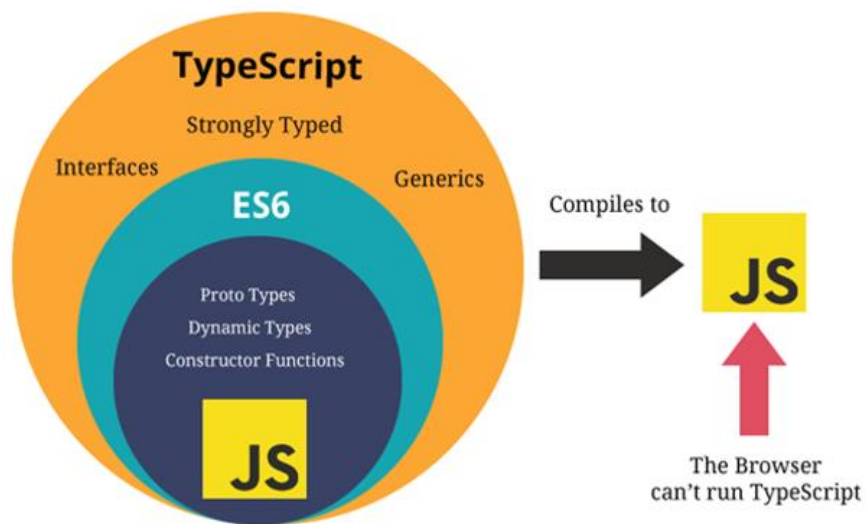 TypeScript
Strongly Typed
Interfaces
Generics
ES6
Proto Types
Dynamic Types
Constructor Functions
JS
Compiles to
JS
The Browser
can't run TypeScript